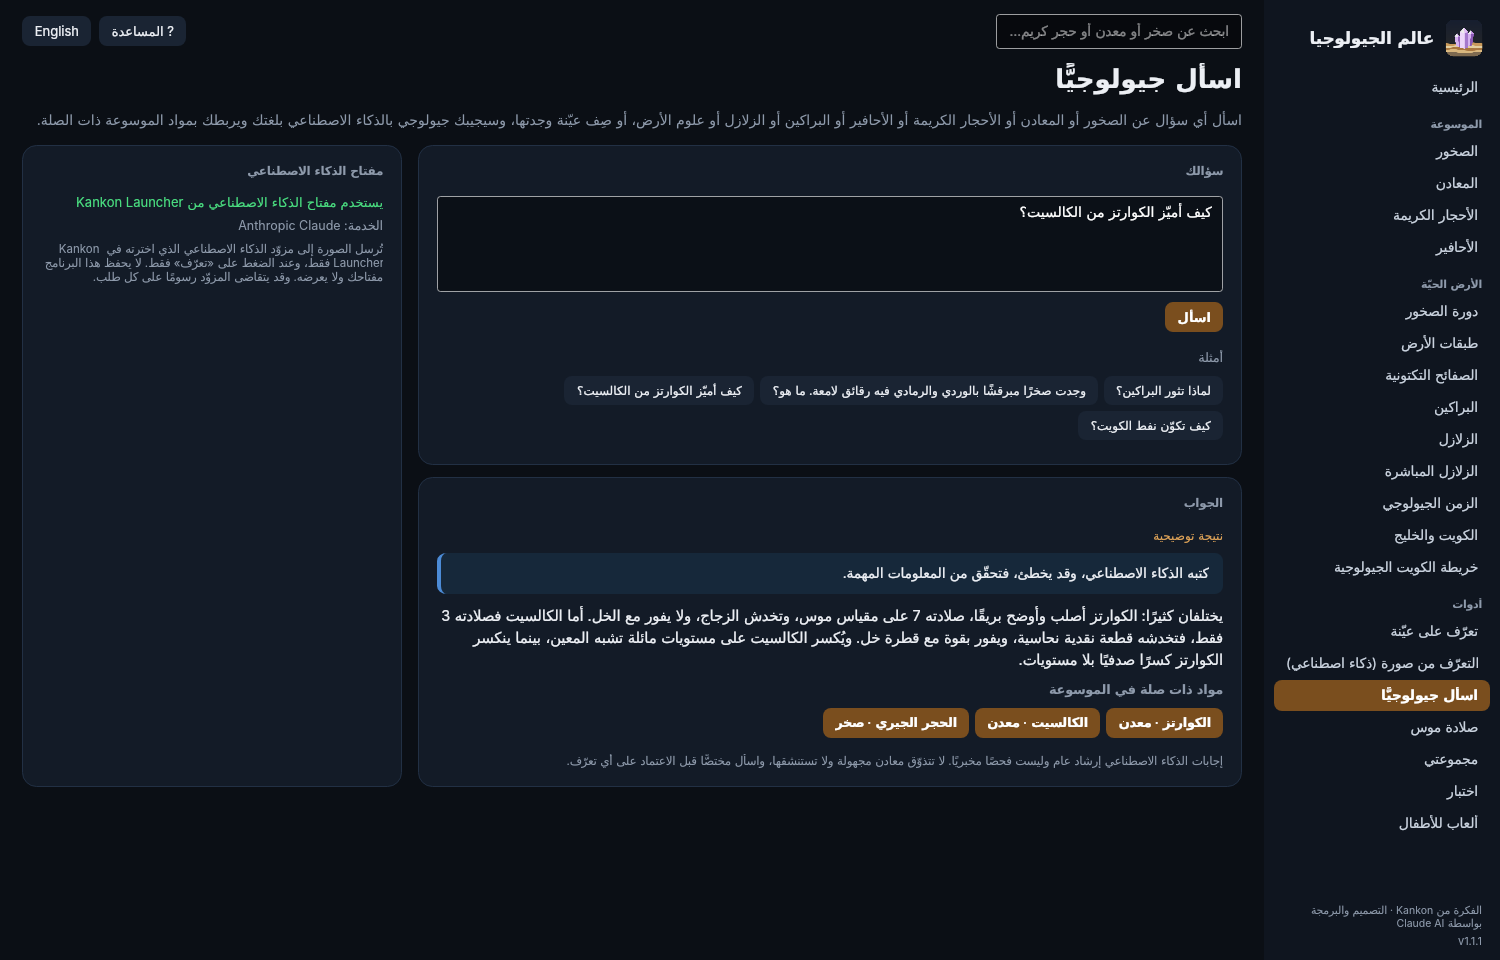 عالم الجيولوجيا
الرئيسية
الموسوعة
الصخور
المعادن
الأحجار الكريمة
الأحافير
الأرض الحيّة
دورة الصخور
طبقات الأرض
الصفائح التكتونية
البراكين
الزلازل
الزلازل المباشرة
الزمن الجيولوجي
الكويت والخليج
خريطة الكويت الجيولوجية
أدوات
تعرّف على عيّنة
التعرّف من صورة (ذكاء اصطناعي)
اسأل جيولوجيًّا
صلادة موس
مجموعتي
اختبار
ألعاب للأطفال
الفكرة من Kankon · التصميم والبرمجة
بواسطة Claude AI
v1.1.1
ابحث عن صخر أو معدن أو حجر كريم...
? المساعدة
English
اسأل جيولوجيًّا
اسأل أي سؤال عن الصخور أو المعادن أو الأحجار الكريمة أو الأحافير أو البراكين أو الزلازل أو علوم الأرض، أو صِف عيّنة وجدتها، وسيجيبك جيولوجي بالذكاء الاصطناعي بلغتك ويربطك بمواد الموسوعة ذات الصلة.
سؤالك
كيف أميّز الكوارتز من الكالسيت؟
اسأل
أمثلة
لماذا تثور البراكين؟
وجدت صخرًا مبرقشًا بالوردي والرمادي فيه رقائق لامعة. ما هو؟
كيف أميّز الكوارتز من الكالسيت؟
كيف تكوّن نفط الكويت؟
الجواب
نتيجة توضيحية
كتبه الذكاء الاصطناعي، وقد يخطئ، فتحقّق من المعلومات المهمة.
يختلفان كثيرًا: الكوارتز أصلب وأوضح بريقًا، صلادته 7 على مقياس موس، وتخدش الزجاج، ولا يفور مع الخل. أما الكالسيت فصلادته 3
فقط، فتخدشه قطعة نقدية نحاسية، ويفور بقوة مع قطرة خل. ويُكسر الكالسيت على مستويات مائلة تشبه المعين، بينما ينكسر
الكوارتز كسرًا صدفيًا بلا مستويات.
مواد ذات صلة في الموسوعة
الكوارتز · معدن
الكالسيت · معدن
الحجر الجيري · صخر
إجابات الذكاء الاصطناعي إرشاد عام وليست فحصًا مخبريًا. لا تتذوّق معادن مجهولة ولا تستنشقها، واسأل مختصًّا قبل الاعتماد على أي تعرّف.
مفتاح الذكاء الاصطناعي
يستخدم مفتاح الذكاء الاصطناعي من Kankon Launcher
الخدمة: Anthropic Claude
تُرسل الصورة إلى مزوّد الذكاء الاصطناعي الذي اخترته في Kankon
Launcher فقط، وعند الضغط على «تعرّف» فقط. لا يحفظ هذا البرنامج
مفتاحك ولا يعرضه. وقد يتقاضى المزوّد رسومًا على كل طلب.